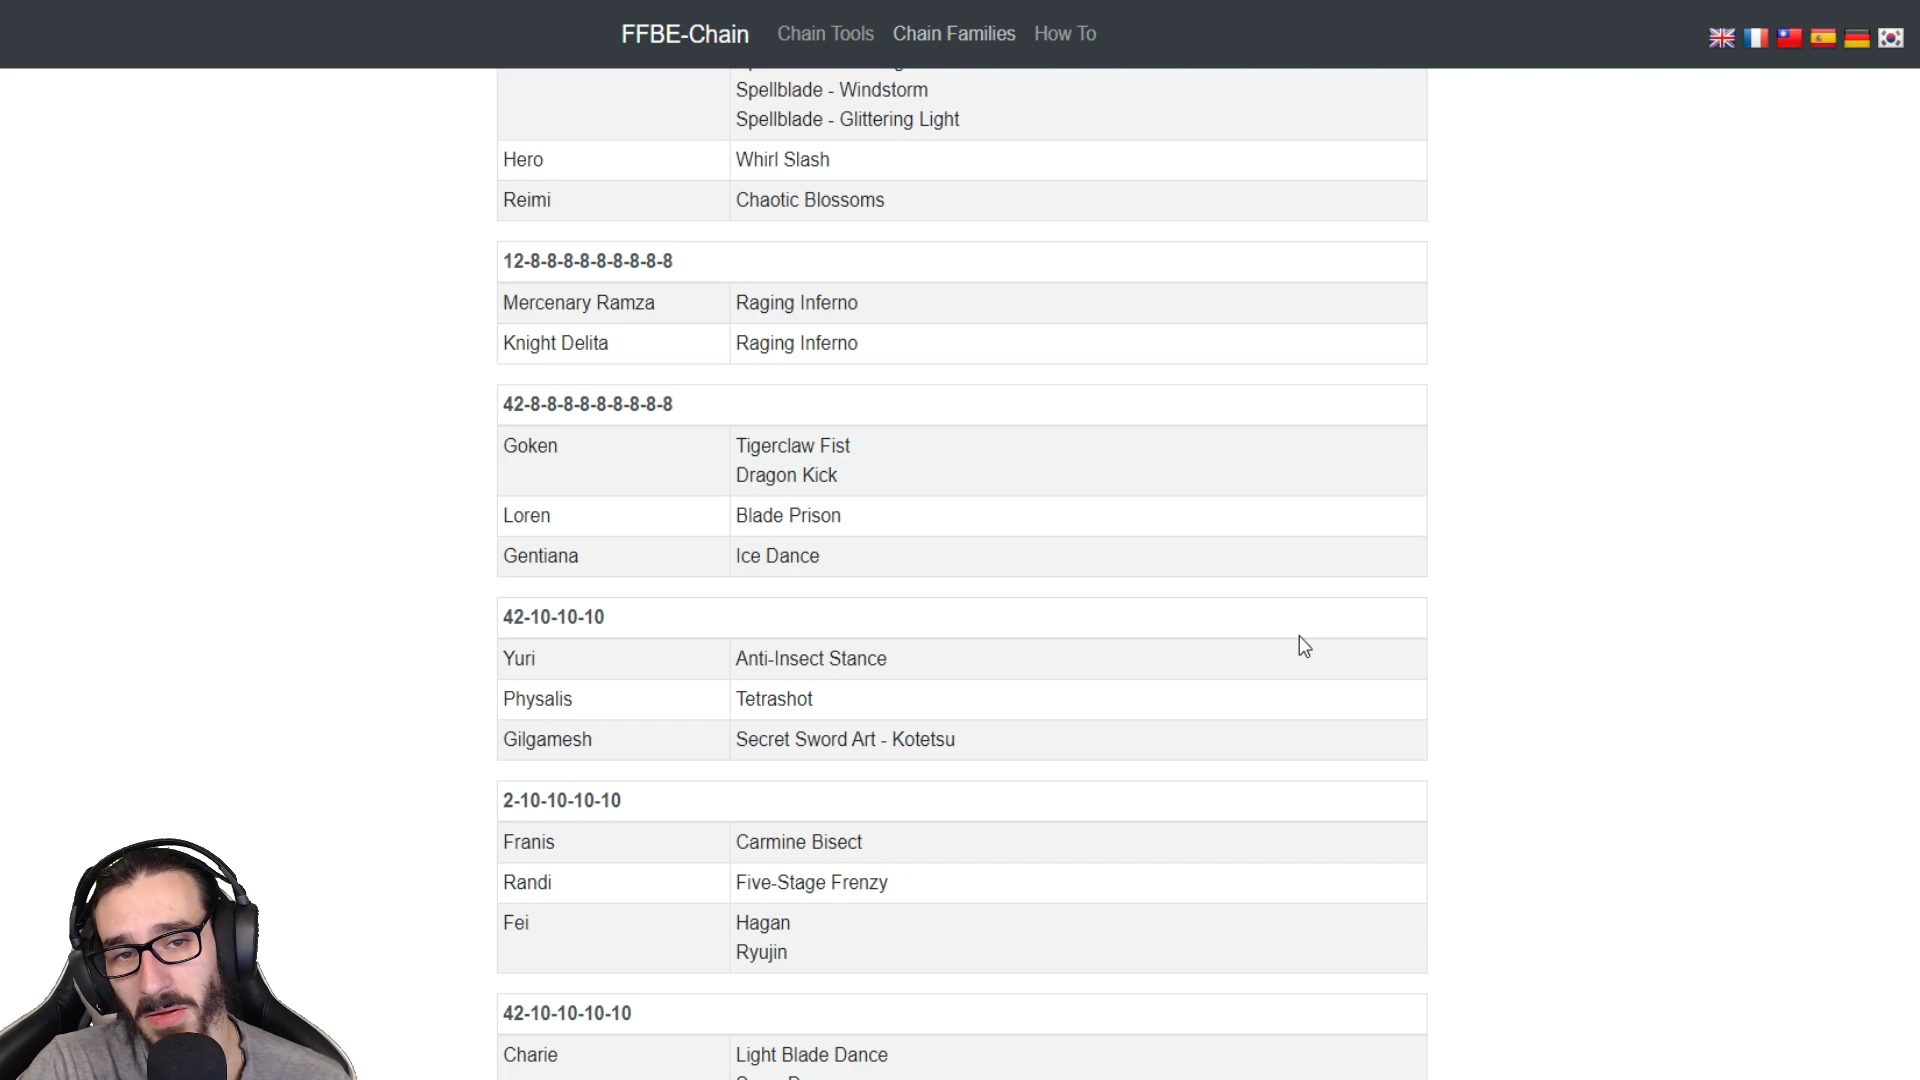 FFBE-Chain Chain Tools Chain Families How To
Spellblade - Windstorm
Spellblade - Glittering Light
Hero Whirl Slash
Reimi Chaotic Blossoms
12-8-8-8-8-8-8-8-8-8
Mercenary Ramza Raging Inferno
Knight Delita Raging Inferno
42-8-8-8-8-8-8-8-8-8
Goken Tigerclaw Fist
Dragon Kick
Loren Blade Prison
Gentiana Ice Dance
42-10-10-10
Yuri Anti-Insect Stance
Physalis Tetrashot
Gilgamesh Secret Sword Art - Kotetsu
2-10-10-10-10
Franis Carmine Bisect
Randi Five-Stage Frenzy
Fei Hagan
Ryujin
42-10-10-10-10
Charie Light Blade Dance